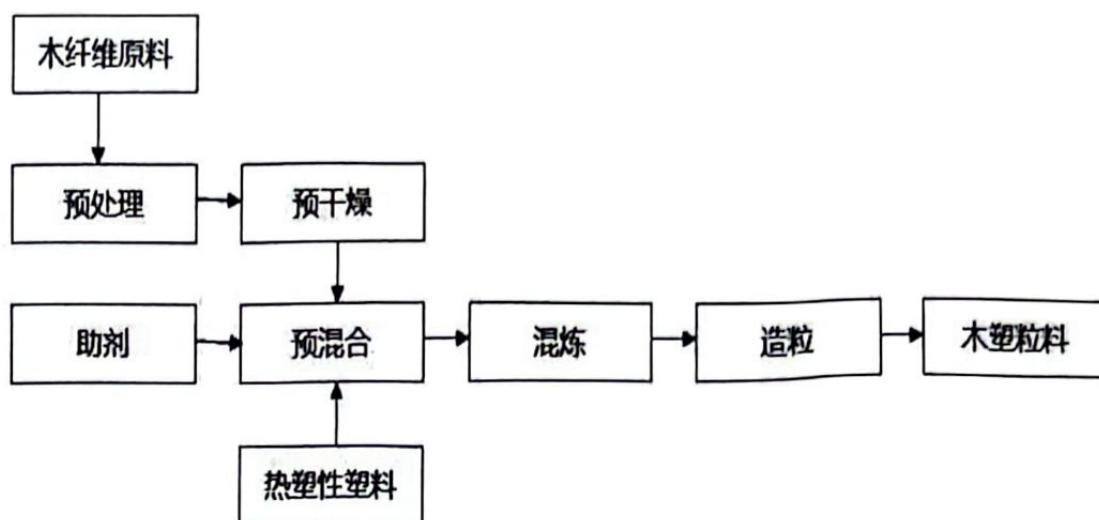 木纤维原料
预处理
预干燥
助剂
预混合
混炼
造粒
木塑粒料
热塑性塑料